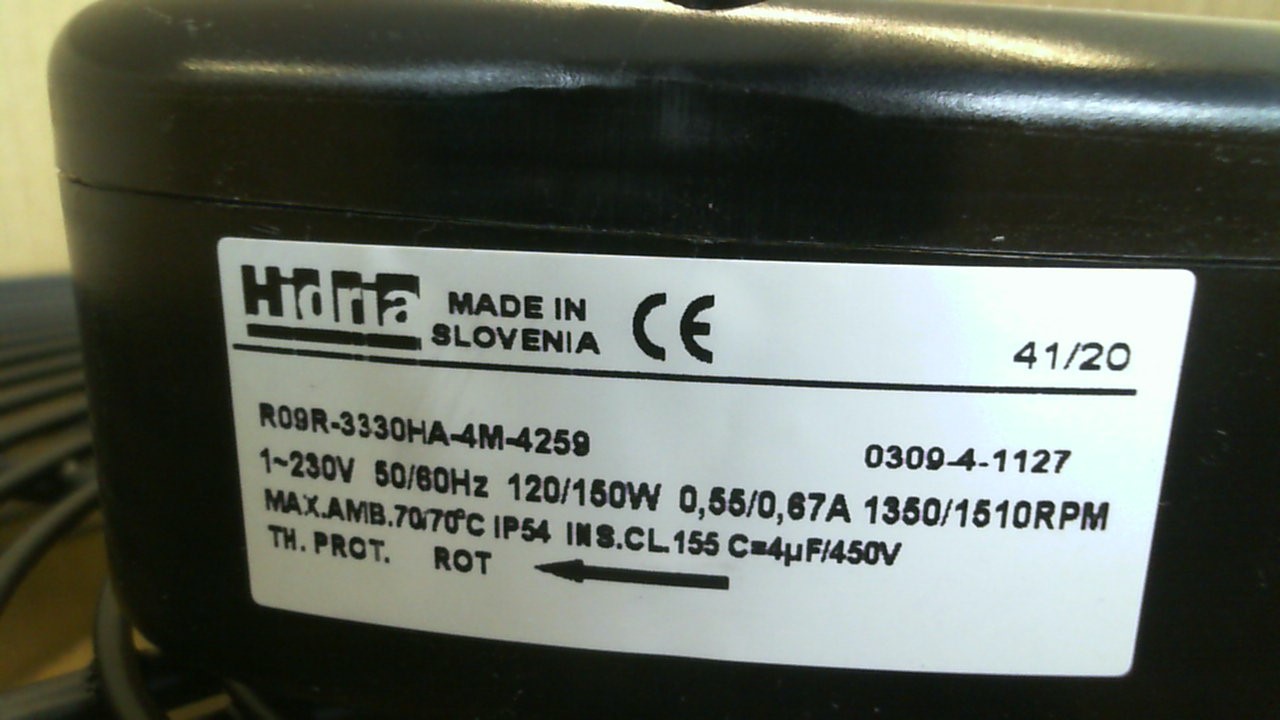 Hidria MADE IN SLOVENIA CE
41/20
R09R-3330HA-4M-4259 0309-4-1127
1~230V 50/60Hz 120/150W 0,55/0,67A 1350/1510RPM
MAX.AMB.70/70°C IP54 INS.CL.155 C=4µF/450V
TH. PROT. ROT